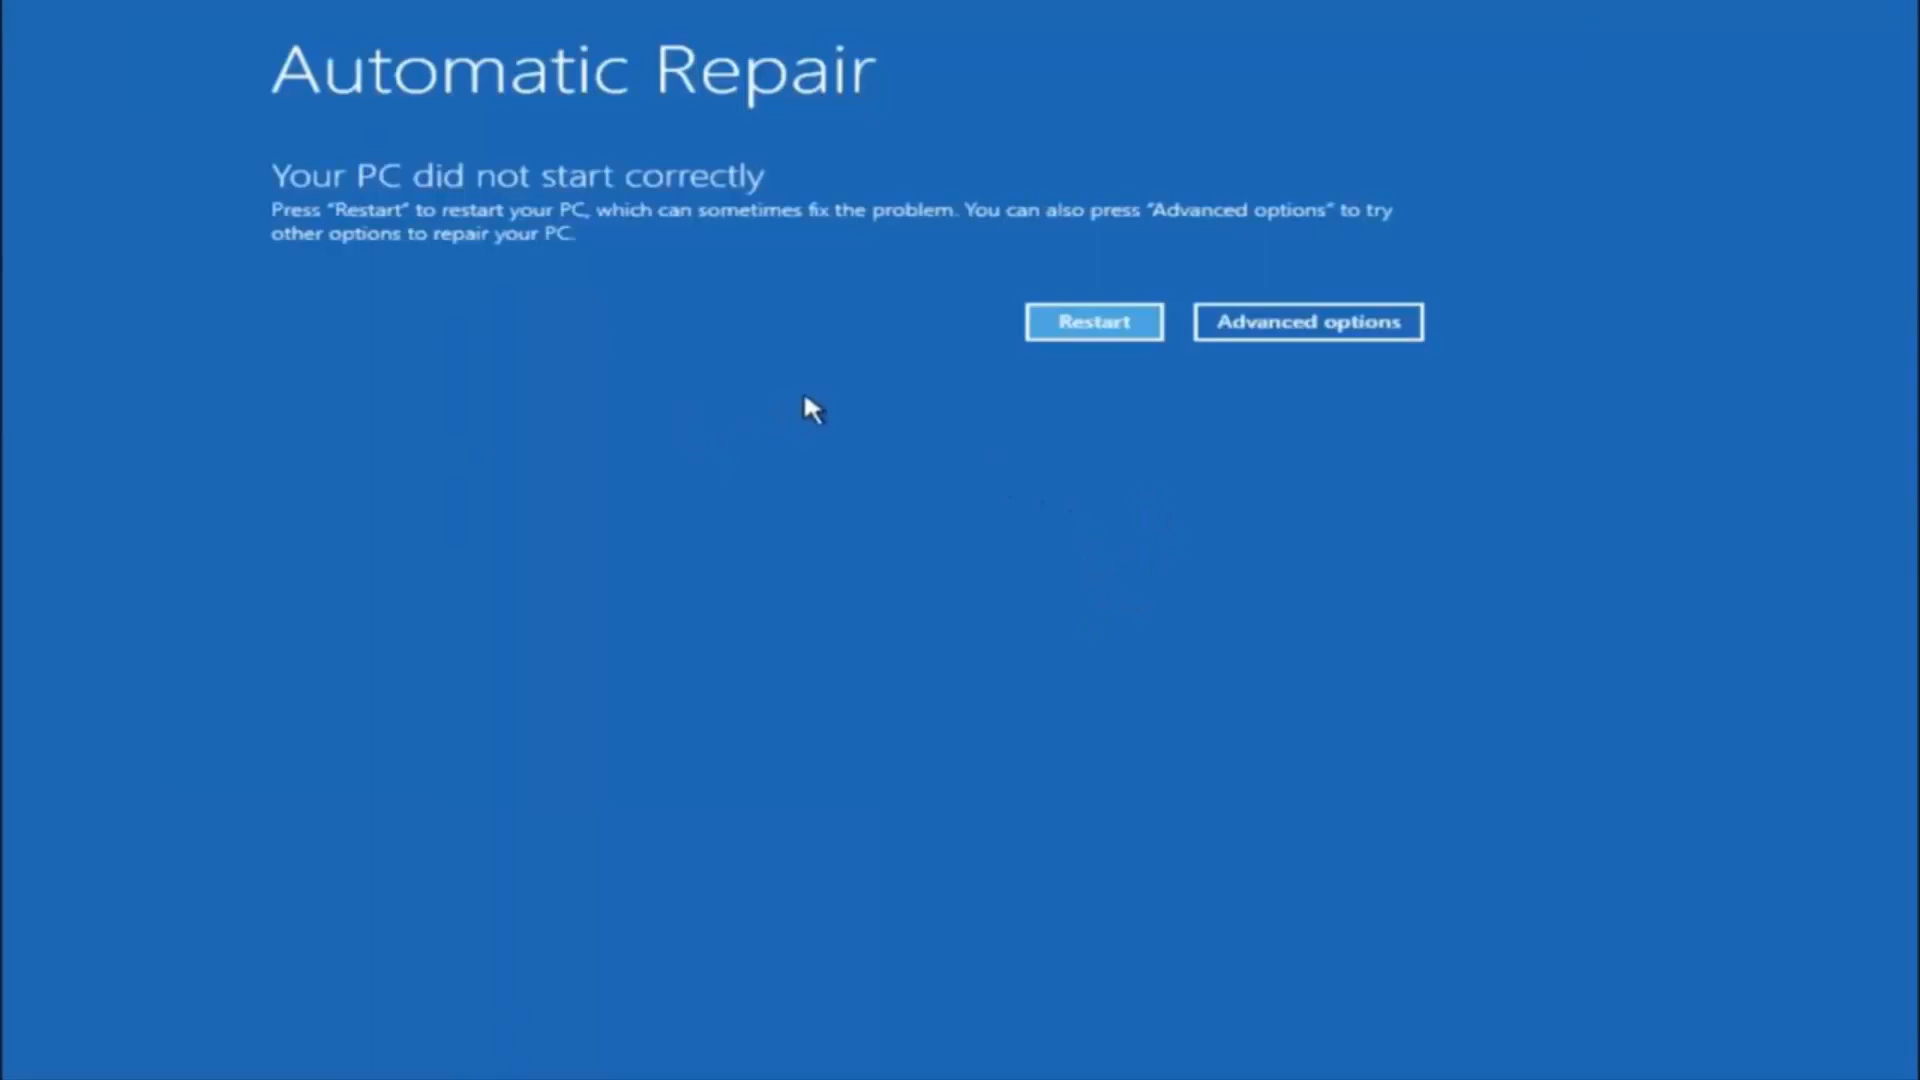 Automatic Repair
Your PC did not start correctly
Press "Restart" to restart your PC, which can sometimes fix the problem. You can also press "Advanced options" to try
other options to repair your PC.
Restart
Advanced options